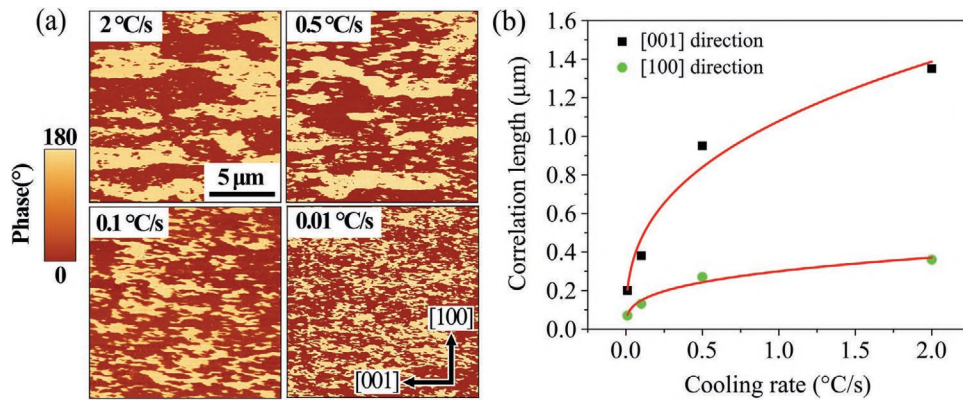 (a)
2 °C/s
0.5 °C/s
180
Phase(°)
0
5 μm
0.1 °C/s
0.01 °C/s
[100]
[001]
(b)
[001] direction
[100] direction
Correlation length (μm)
1.6
1.4
1.2
1.0
0.8
0.6
0.4
0.2
0.0
0.0 0.5 1.0 1.5 2.0
Cooling rate (°C/s)